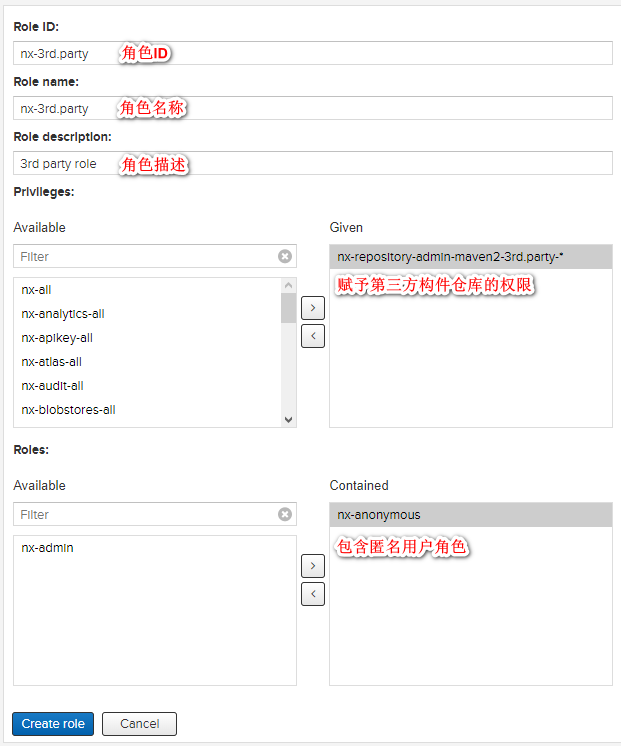 Role ID:
nx-3rd.party 角色ID
Role name:
nx-3rd.party 角色名称
Role description:
3rd party role 角色描述
Privileges:
Available
Given
Filter
nx-repository-admin-maven2-3rd.party-*
nx-all
赋予第三方构件仓库的权限
nx-analytics-all
nx-apikey-all
nx-atlas-all
nx-audit-all
nx-blobstores-all
Roles:
Available
Contained
Filter
nx-anonymous
nx-admin
包含匿名用户角色
Create role
Cancel